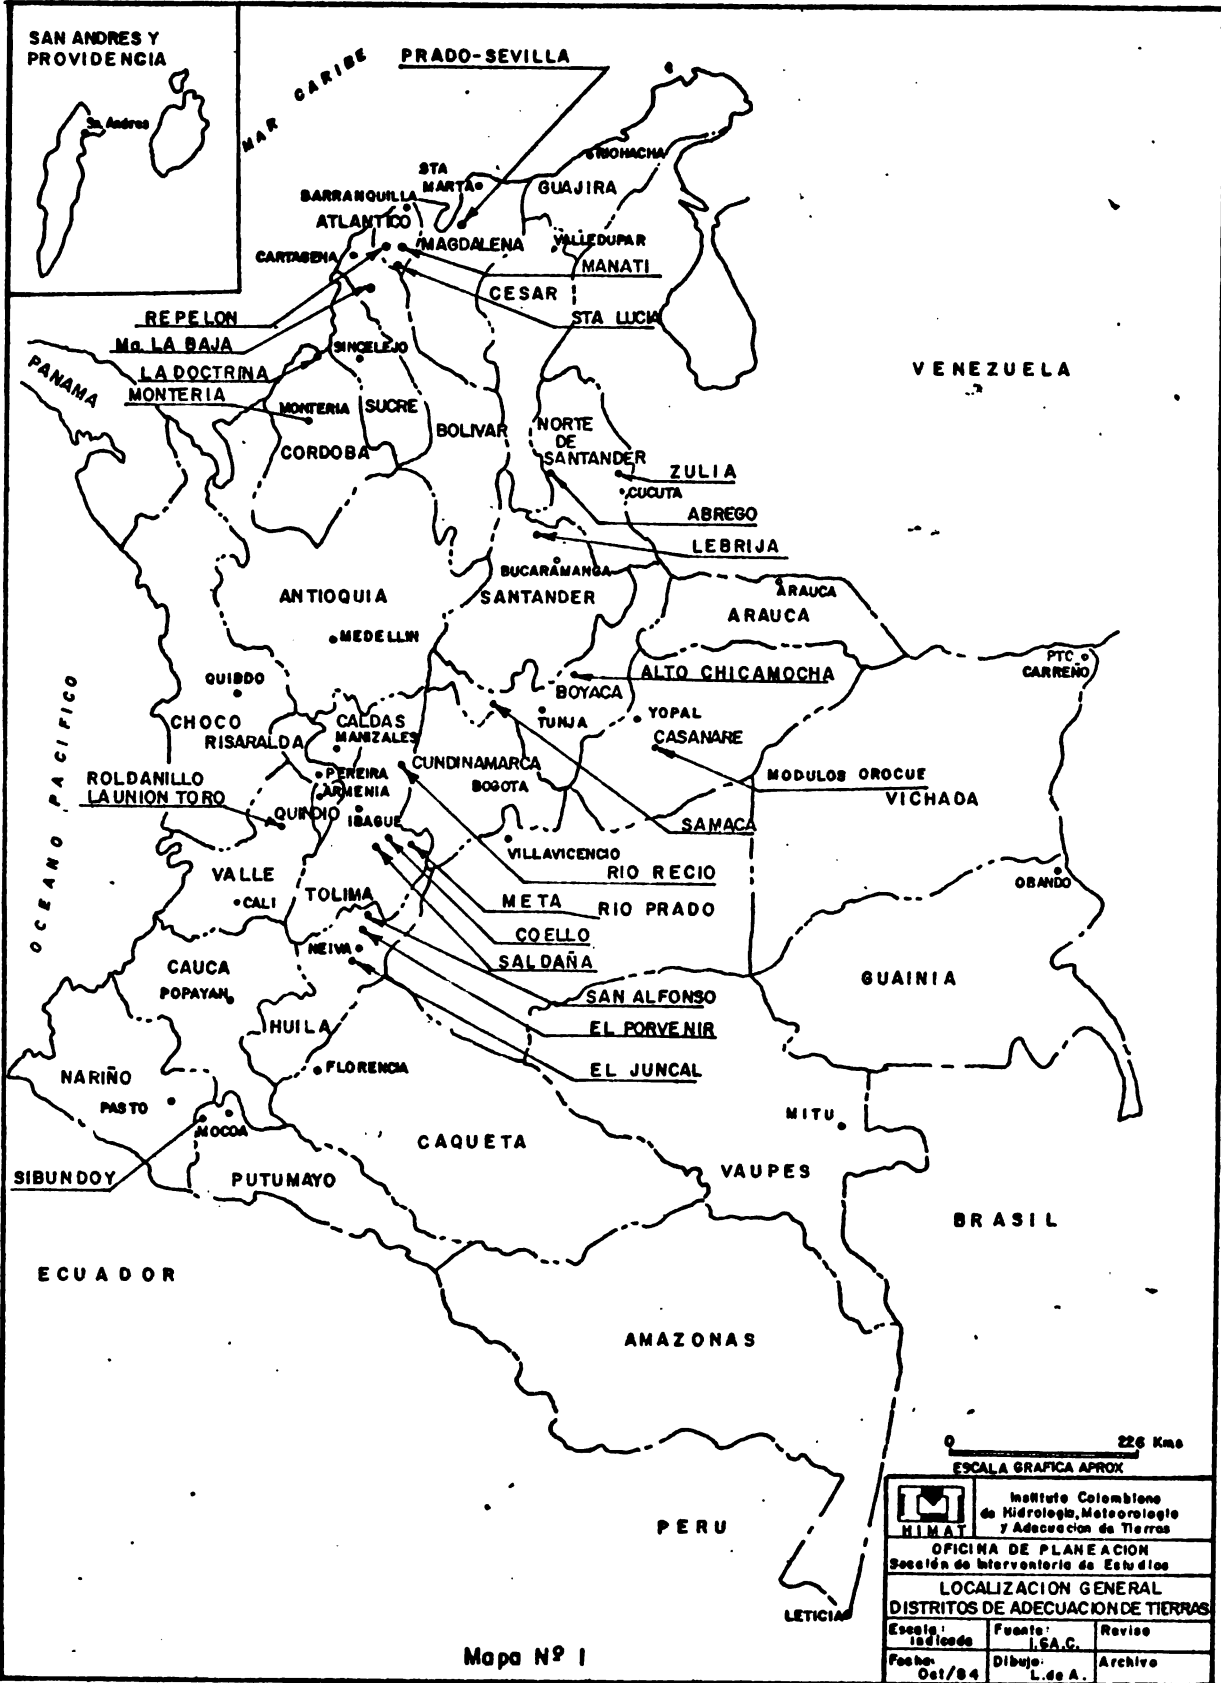 SAN ANDRES Y
PROVIDENCIA
Sn. Andres
MAR CARIBE
PRADO-SEVILLA
RIOHACHA
STA
MARTA
GUAJIRA
BARRANQUILLA
ATLANTICO
CARTAGENA
MAGDALENA
VALLEDUPAR
MANATI
CESAR
REPELON
STA LUCIA
Ma. LA BAJA
SINCELEJO
PANAMA
LA DOCTRINA
VENEZUELA
MONTERIA
MONTERIA
SUCRE
BOLIVAR
NORTE
DE
SANTANDER
CORDOBA
ZULIA
CUCUTA
ABREGO
LEBRIJA
BUCARAMANGA
ANTIOQUIA
SANTANDER
ARAUCA
ARAUCA
MEDELLIN
PTC.
CARREÑO
QUIBDO
ALTO CHICAMOCHA
BOYACA
OCEANO PACIFICO
CHOCO
CALDAS
TUNJA
YOPAL
RISARALDA
MANIZALES
CASANARE
CUNDINAMARCA
ROLDANILLO
LA UNION TORO
PEREIRA
ARMENIA
BOGOTA
MODULOS OROCUE
VICHADA
QUINDIO
IBAGUE
SAMACA
VILLAVICENCIO
VALLE
RIO RECIO
OBANDO
CALI
TOLIMA
META
RIO PRADO
COELLO
NEIVA
SALDAÑA
CAUCA
POPAYAN
GUAINIA
SAN ALFONSO
HUILA
EL PORVENIR
NARIÑO
FLORENCIA
EL JUNCAL
PASTO
MOCOA
MITU
CAQUETA
SIBUNDOY
PUTUMAYO
VAUPES
BRASIL
ECUADOR
AMAZONAS
0 226 Kms
ESCALA GRAFICA APROX
PERU
LETICIA
HIMAT
Instituto Colombiano
de Hidrologia, Meteorologia
y Adecuacion de Tierras
OFICINA DE PLANEACION
Sección de Interventoria de Estudios
LOCALIZACION GENERAL
DISTRITOS DE ADECUACION DE TIERRAS
Escala: Indicada
Fuente: I.G.A.C.
Reviso
Fecha: Oct/84
Dibujo: L. de A.
Archivo
Mapa Nº 1